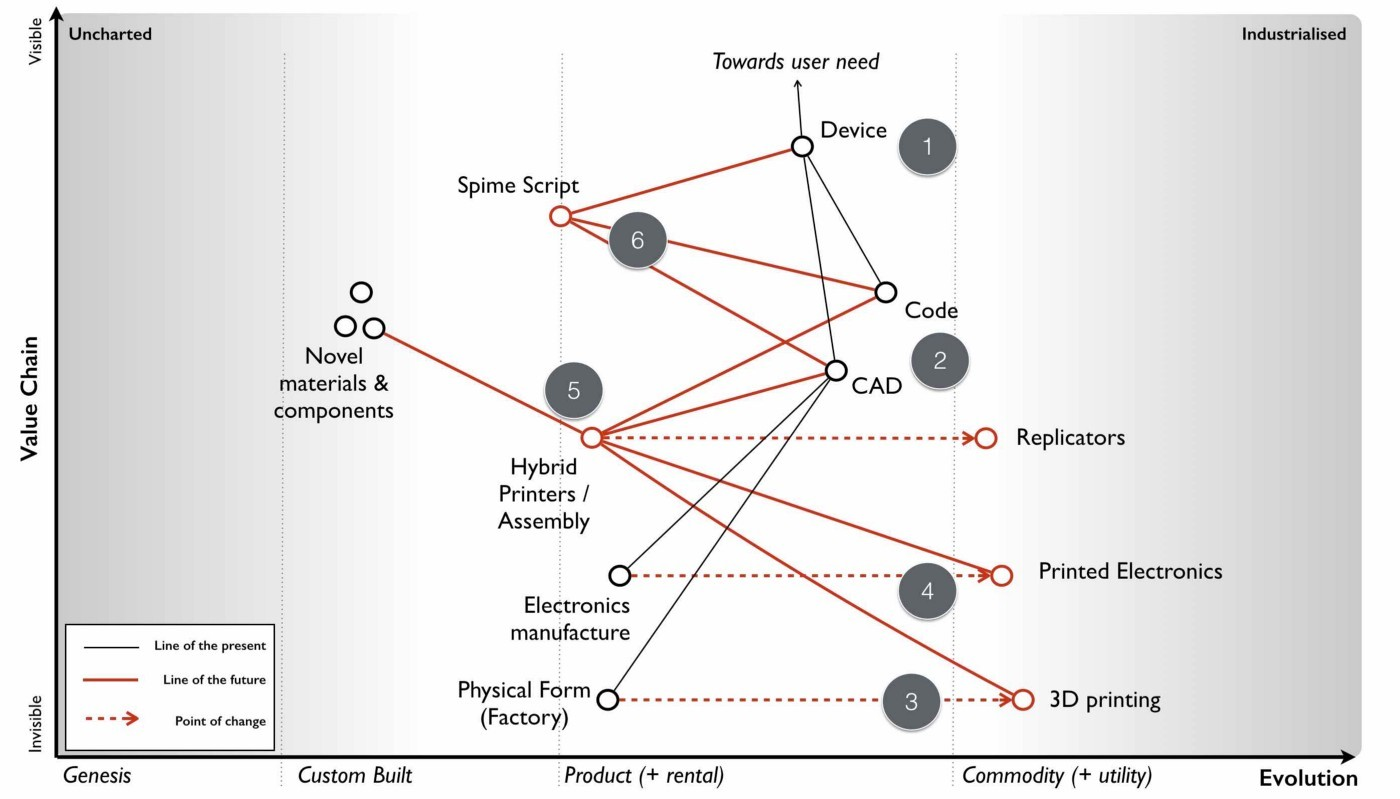 Visible
Uncharted
Industrialised
Towards user need
Device
1
Spime Script
6
Code
Novel
materials &
components
2
5
CAD
Value Chain
Replicators
Hybrid
Printers /
Assembly
Printed Electronics
4
Electronics
manufacture
Line of the present
Line of the future
Point of change
Physical Form
(Factory)
3
3D printing
Invisible
Genesis
Custom Built
Product (+ rental)
Commodity (+ utility)
Evolution